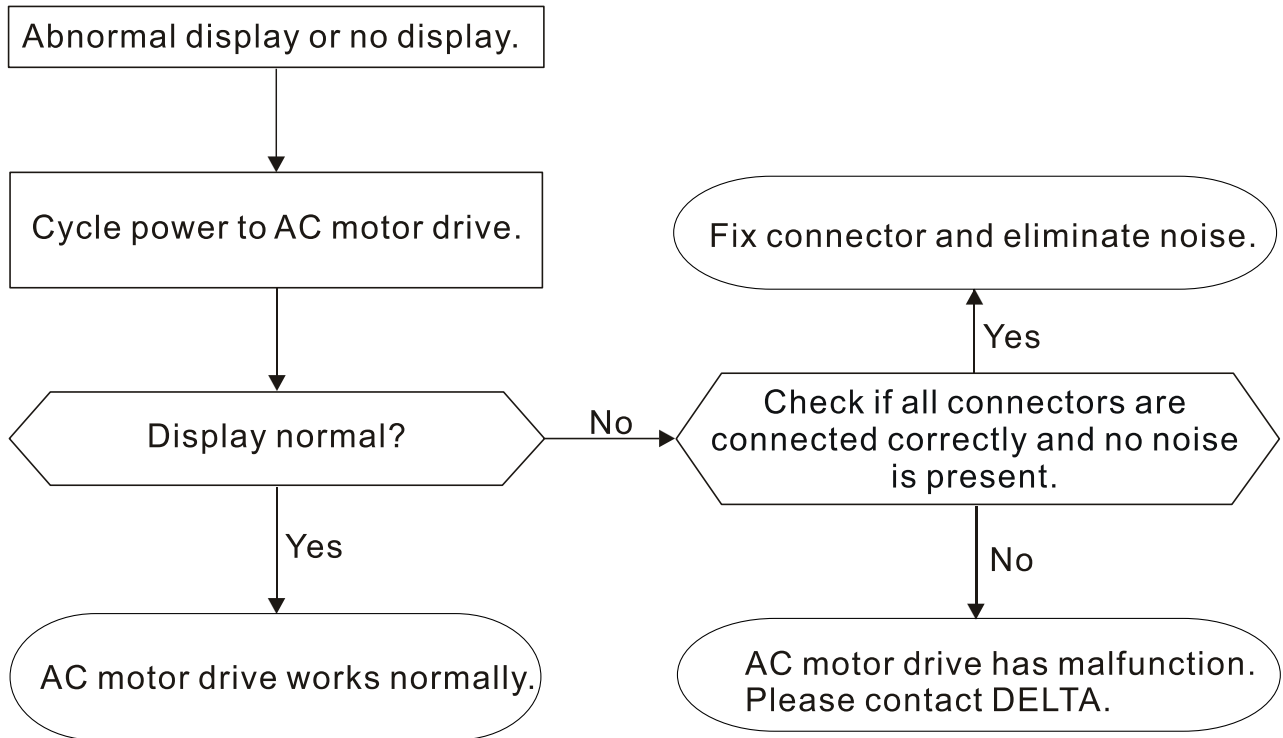 Abnormal display or no display.
Cycle power to AC motor drive.
Fix connector and eliminate noise.
Yes
Display normal?
No
Check if all connectors are
connected correctly and no noise
is present.
Yes
No
AC motor drive works normally.
AC motor drive has malfunction.
Please contact DELTA.